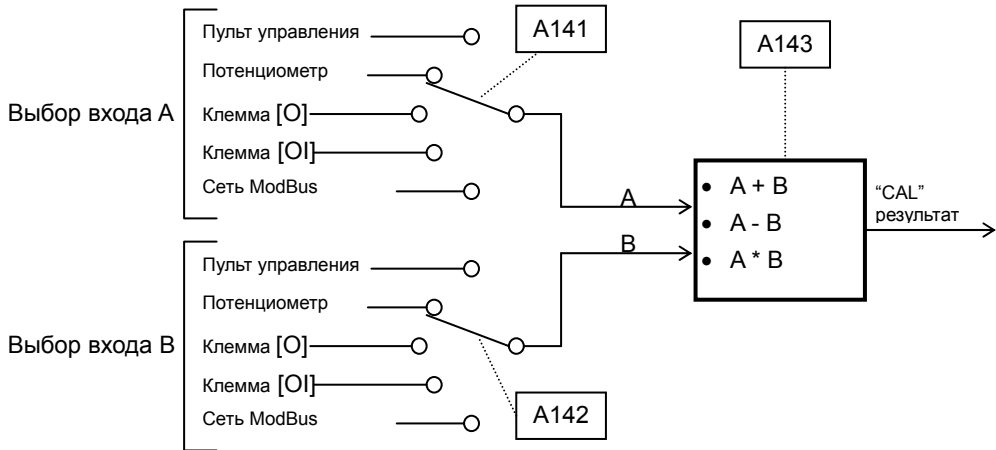 Пульт управления
A141
A143
Потенциометр
Выбор входа A
Клемма [O]
Клемма [OI]
Сеть ModBus
A
• A + B
• A - B
• A * B
“CAL”
результат
B
Пульт управления
Потенциометр
Выбор входа B
Клемма [O]
Клемма [OI]
Сеть ModBus
A142